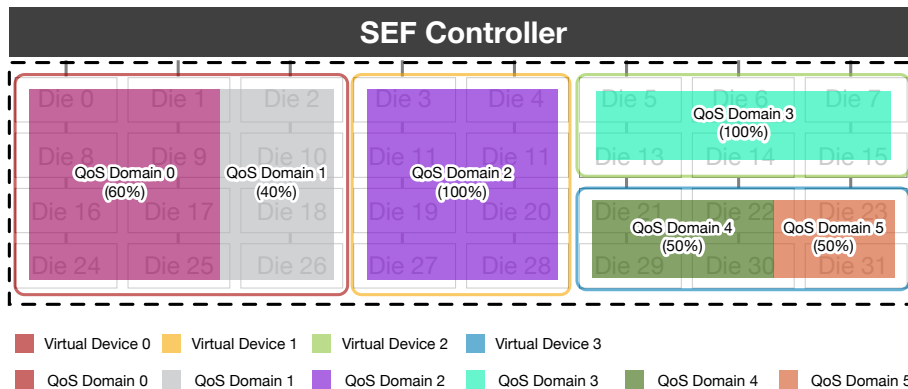 SEF Controller
Die 0 Die 1 Die 2 Die 3 Die 4 Die 5 Die 6 Die 7
QoS Domain 3
(100%)
Die 8 Die 9 Die 10 Die 11 Die 11 Die 13 Die 14 Die 15
QoS Domain 0
(60%)
QoS Domain 1
(40%)
QoS Domain 2
(100%)
Die 16 Die 17 Die 18 Die 19 Die 20 Die 21 Die 22 Die 23
QoS Domain 4
(50%)
QoS Domain 5
(50%)
Die 24 Die 25 Die 26 Die 27 Die 28 Die 29 Die 30 Die 31
Virtual Device 0 Virtual Device 1 Virtual Device 2 Virtual Device 3
QoS Domain 0 QoS Domain 1 QoS Domain 2 QoS Domain 3 QoS Domain 4 QoS Domain 5